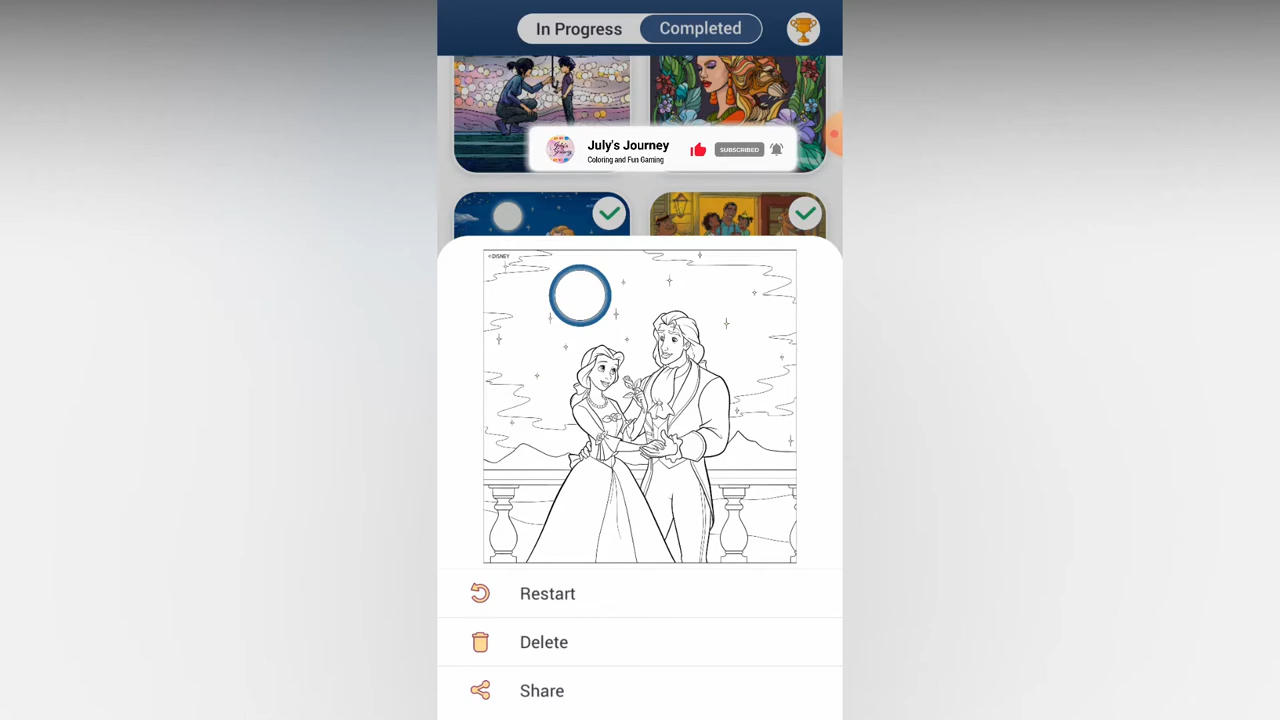 In Progress
Completed
July's Journey
Coloring and Fun Gaming
SUBSCRIBED
©DISNEY
Restart
Delete
Share